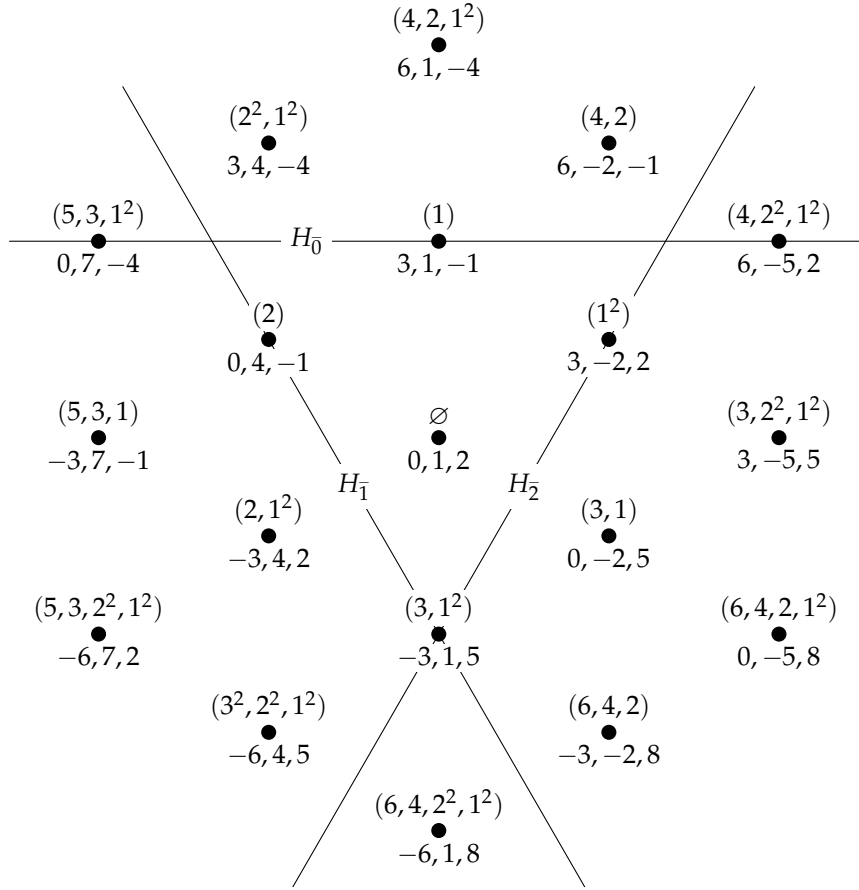 (4, 2, 1²)
6, 1, −4
(2², 1²)
3, 4, −4
(4, 2)
6, −2, −1
(5, 3, 1²)
0, 7, −4
H_0̅
(1)
3, 1, −1
(4, 2², 1²)
6, −5, 2
(2)
0, 4, −1
(1²)
3, −2, 2
(5, 3, 1)
−3, 7, −1
∅
0, 1, 2
(3, 2², 1²)
3, −5, 5
H_1̅
H_2̅
(2, 1²)
−3, 4, 2
(3, 1)
0, −2, 5
(5, 3, 2², 1²)
−6, 7, 2
(3, 1²)
−3, 1, 5
(6, 4, 2, 1²)
0, −5, 8
(3², 2², 1²)
−6, 4, 5
(6, 4, 2)
−3, −2, 8
(6, 4, 2², 1²)
−6, 1, 8